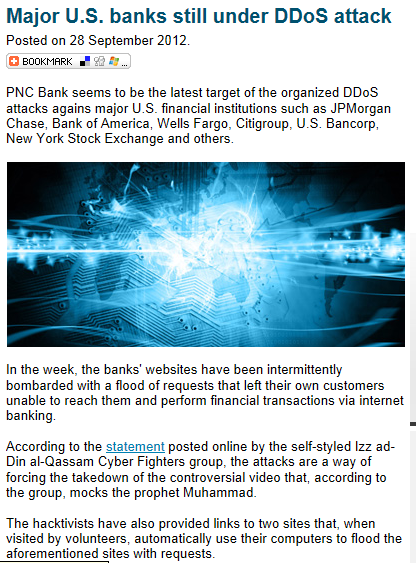 Major U.S. banks still under DDoS attack
Posted on 28 September 2012.
BOOKMARK
PNC Bank seems to be the latest target of the organized DDoS
attacks agains major U.S. financial institutions such as JPMorgan
Chase, Bank of America, Wells Fargo, Citigroup, U.S. Bancorp,
New York Stock Exchange and others.
In the week, the banks' websites have been intermittently
bombarded with a flood of requests that left their own customers
unable to reach them and perform financial transactions via internet
banking.
According to the statement posted online by the self-styled Izz ad-
Din al-Qassam Cyber Fighters group, the attacks are a way of
forcing the takedown of the controversial video that, according to
the group, mocks the prophet Muhammad.
The hacktivists have also provided links to two sites that, when
visited by volunteers, automatically use their computers to flood the
aforementioned sites with requests.